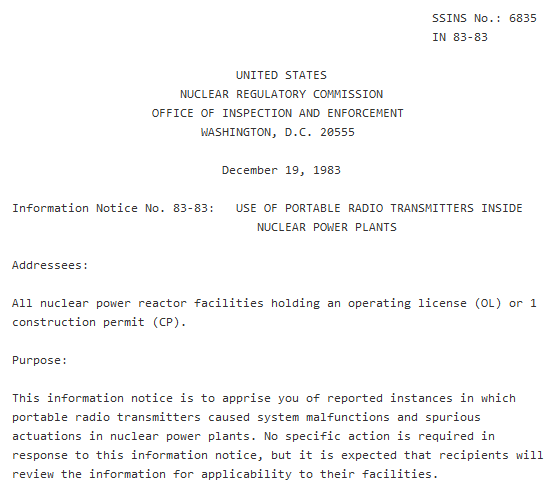 SSINS No.: 6835
IN 83-83
UNITED STATES
NUCLEAR REGULATORY COMMISSION
OFFICE OF INSPECTION AND ENFORCEMENT
WASHINGTON, D.C. 20555
December 19, 1983
Information Notice No. 83-83: USE OF PORTABLE RADIO TRANSMITTERS INSIDE
NUCLEAR POWER PLANTS
Addressees:
All nuclear power reactor facilities holding an operating license (OL) or 1
construction permit (CP).
Purpose:
This information notice is to apprise you of reported instances in which
portable radio transmitters caused system malfunctions and spurious
actuations in nuclear power plants. No specific action is required in
response to this information notice, but it is expected that recipients will
review the information for applicability to their facilities.